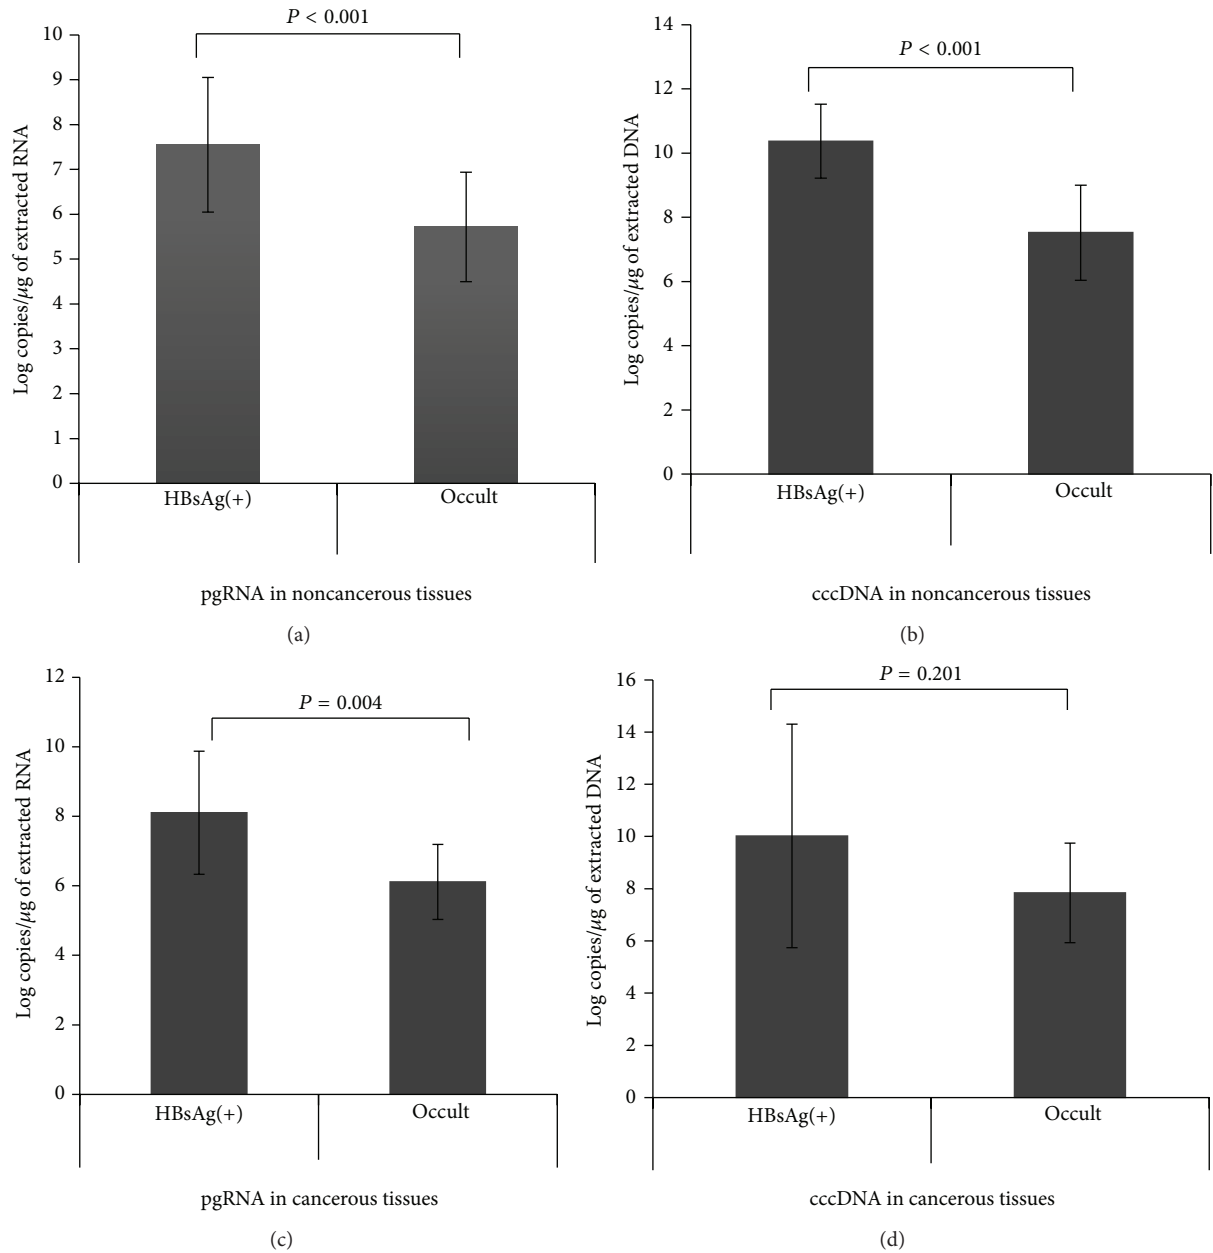 P < 0.001
10
9
8
7
6
5
4
3
2
1
0
Log copies/μg of extracted RNA
HBsAg(+)
Occult
pgRNA in noncancerous tissues
(a)
P < 0.001
14
12
10
8
6
4
2
0
Log copies/μg of extracted DNA
HBsAg(+)
Occult
cccDNA in noncancerous tissues
(b)
P = 0.004
12
10
8
6
4
2
0
Log copies/μg of extracted RNA
HBsAg(+)
Occult
pgRNA in cancerous tissues
(c)
P = 0.201
16
14
12
10
8
6
4
2
0
Log copies/μg of extracted DNA
HBsAg(+)
Occult
cccDNA in cancerous tissues
(d)